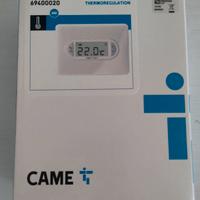 69400020
THERMOREGULATION
22.0c
CAME